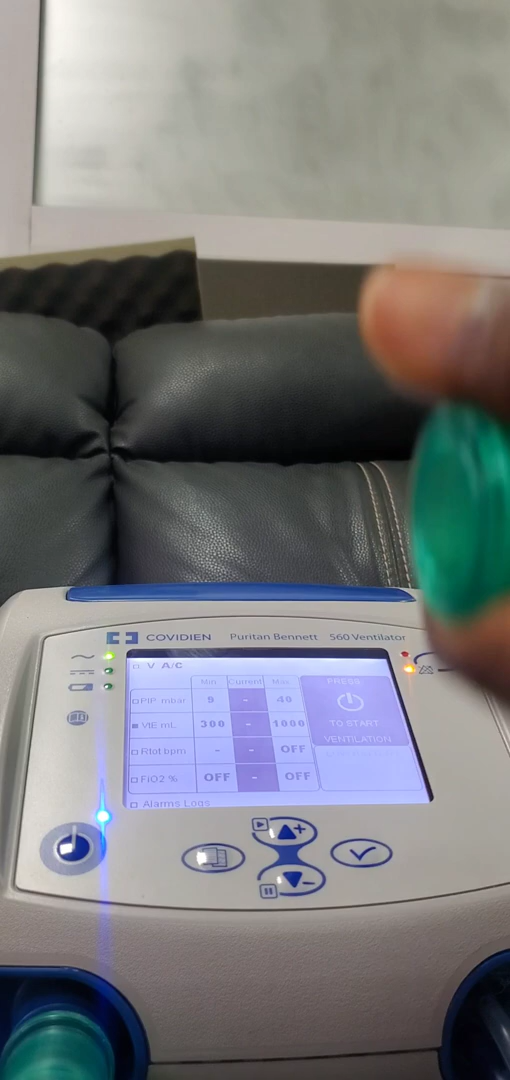 COVIDIEN Puritan Bennett 560 Ventilator
V A/C
Min Current Max
PIP mbar 9 - 40
VTE mL 300 - 1000
Rtot bpm - - OFF
FiO2 % OFF - OFF
Alarms Logs
PRESS
TO START
VENTILATION